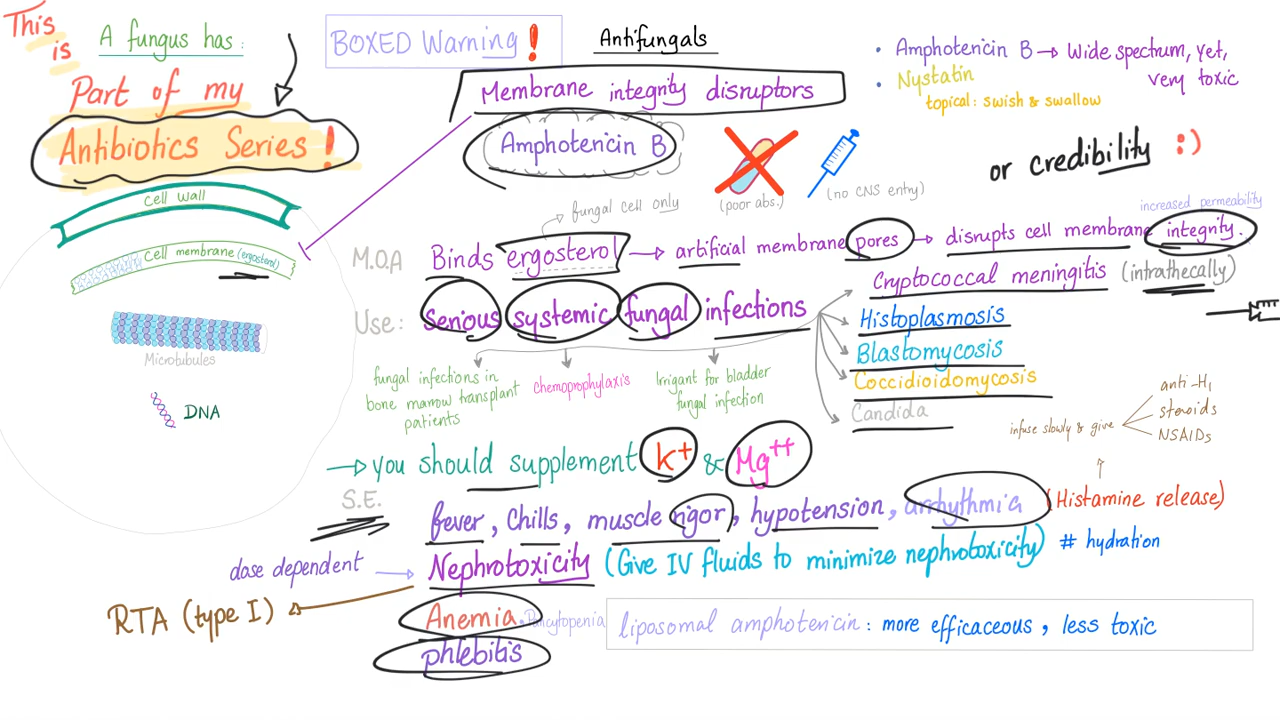 This is
Part of my
Antibiotics Series!
A fungus has:
BOXED Warning!
Antifungals
Membrane integrity disruptors
Amphotericin B
(poor abs.)
(no CNS entry)
• Amphotericin B → Wide spectrum, yet, very toxic
• Nystatin
topical: swish & swallow
or credibility :)
Cell Wall
Cell membrane (ergosterol)
Microtubules
DNA
fungal cell only
increased permeability
M.O.A Binds ergosterol → artificial membrane pores → disrupts cell membrane integrity.
Use: Serious systemic fungal infections
Cryptococcal meningitis (intrathecally)
Histoplasmosis
Blastomycosis
Coccidioidomycosis
Candida
fungal infections in
bone marrow transplant
patients
chemoprophylaxis
Irrigant for bladder
fungal infection
infuse slowly & give
anti-H1
steroids
NSAIDs
→ you should supplement K+ & Mg++
S.E.
fever, chills, muscle rigor, hypotension, arrhythmia (Histamine release)
dose dependent → Nephrotoxicity (Give IV fluids to minimize nephrotoxicity) # hydration
RTA (type I)
Anemia • Pancytopenia
phlebitis
liposomal amphotericin: more efficaceous, less toxic